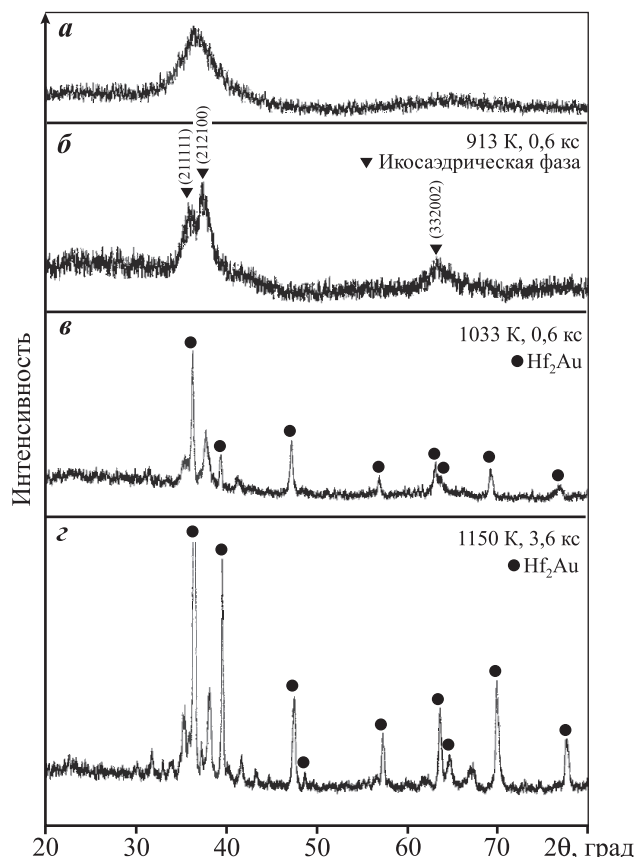 а
(211111)
(212100)
б
913 К, 0,6 кс
▼ Икосаэдрическая фаза
(332002)
в
1033 К, 0,6 кс
● Hf₂Au
г
1150 К, 3,6 кс
● Hf₂Au
Интенсивность
20 30 40 50 60 70 2θ, град